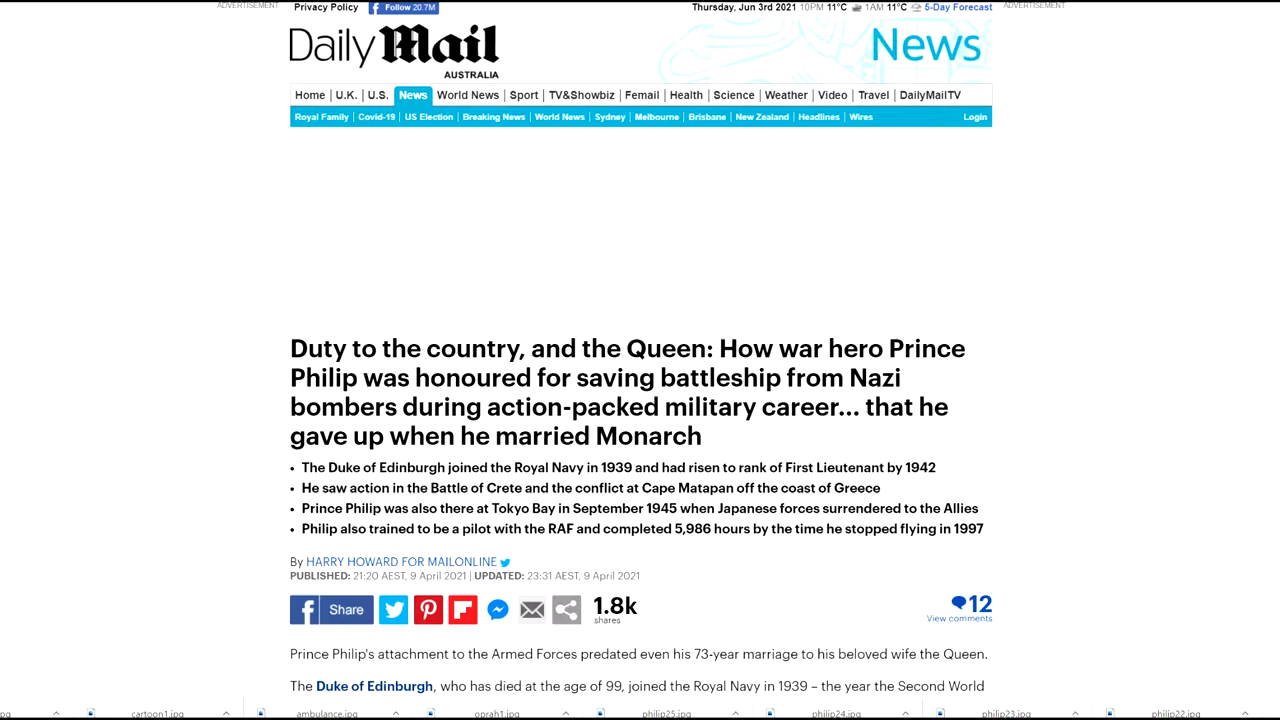 ADVERTISEMENT Privacy Policy Follow 20.7M Thursday, Jun 3rd 2021 10PM 11°C 1AM 11°C 5-Day Forecast ADVERTISEMENT
Daily Mail News
AUSTRALIA
Home U.K. U.S. News World News Sport TV&Showbiz Femail Health Science Weather Video Travel DailyMailTV
Royal Family Covid-19 US Election Breaking News World News Sydney Melbourne Brisbane New Zealand Headlines Wires Login
Duty to the country, and the Queen: How war hero Prince
Philip was honoured for saving battleship from Nazi
bombers during action-packed military career... that he
gave up when he married Monarch
• The Duke of Edinburgh joined the Royal Navy in 1939 and had risen to rank of First Lieutenant by 1942
• He saw action in the Battle of Crete and the conflict at Cape Matapan off the coast of Greece
• Prince Philip was also there at Tokyo Bay in September 1945 when Japanese forces surrendered to the Allies
• Philip also trained to be a pilot with the RAF and completed 5,986 hours by the time he stopped flying in 1997
By HARRY HOWARD FOR MAILONLINE
PUBLISHED: 21:20 AEST, 9 April 2021 | UPDATED: 23:31 AEST, 9 April 2021
Share 1.8k 12
shares View comments
Prince Philip's attachment to the Armed Forces predated even his 73-year marriage to his beloved wife the Queen.
The Duke of Edinburgh, who has died at the age of 99, joined the Royal Navy in 1939 – the year the Second World
pg cartoon1.jpg ambulance.jpg oprah1.jpg philip25.jpg philip24.jpg philip23.jpg philip22.jpg